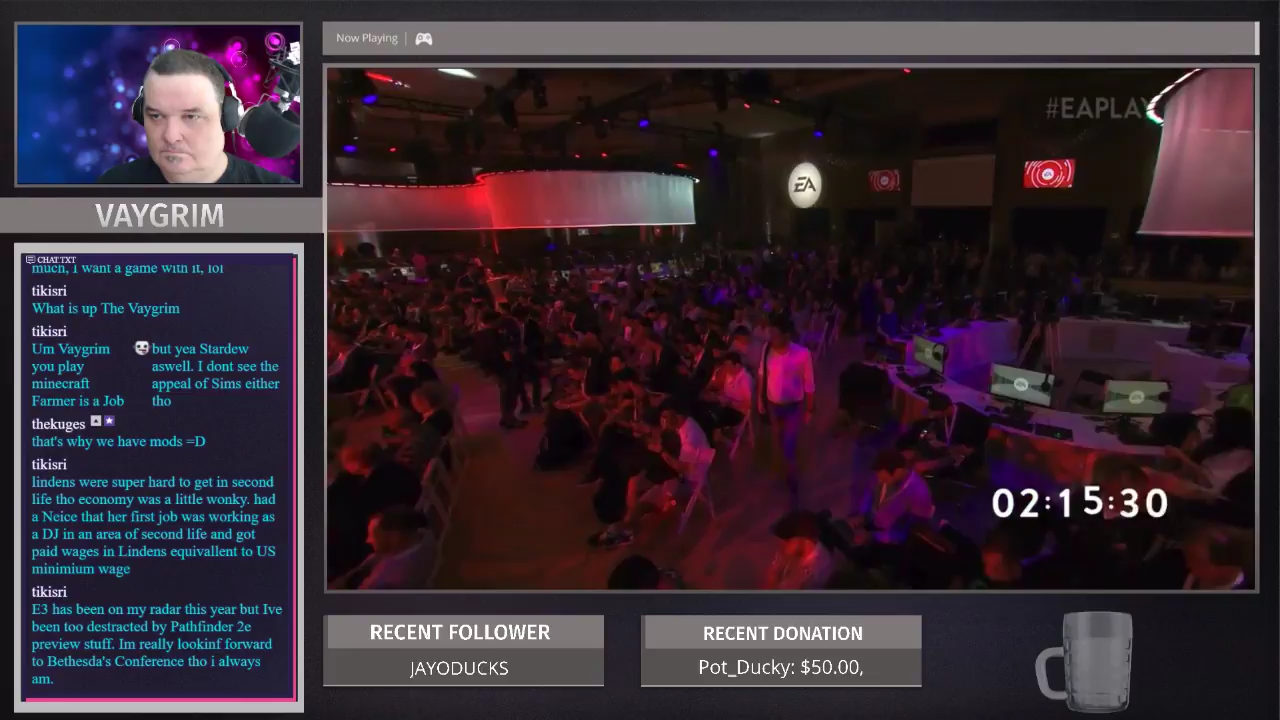 Now Playing
#EAPLAY
EA
VAYGRIM
CHAT.TXT
much, I want a game with it, lol
tikisri
What is up The Vaygrim
tikisri
Um Vaygrim you play minecraft Farmer is a Job
but yea Stardew aswell. I dont see the appeal of Sims either tho
thekuges
that's why we have mods =D
tikisri
lindens were super hard to get in second
life tho economy was a little wonky. had
a Neice that her first job was working as
a DJ in an area of second life and got
paid wages in Lindens equivallent to US
minimium wage
tikisri
E3 has been on my radar this year but Ive
been too destracted by Pathfinder 2e
preview stuff. Im really lookinf forward
to Bethesda's Conference tho i always
am.
02:15:30
RECENT FOLLOWER
JAYODUCKS
RECENT DONATION
Pot_Ducky: $50.00,